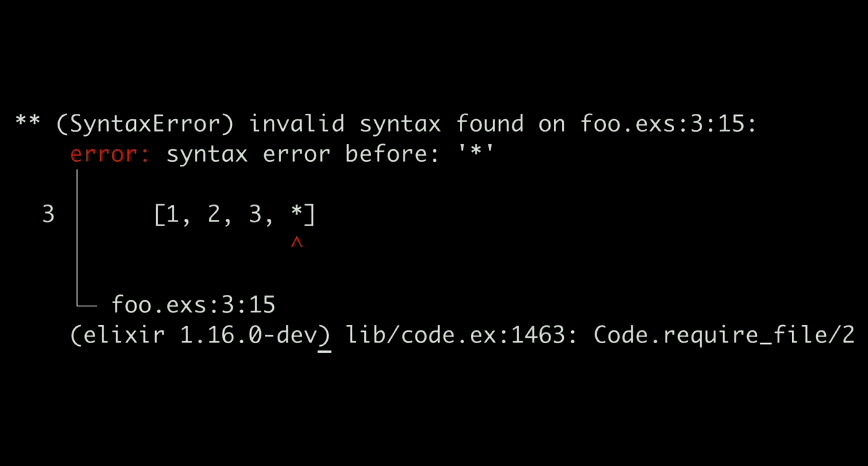 ** (SyntaxError) invalid syntax found on foo.exs:3:15:
error: syntax error before: '*'
3 [1, 2, 3, *]
^
foo.exs:3:15
(elixir 1.16.0-dev) lib/code.ex:1463: Code.require_file/2